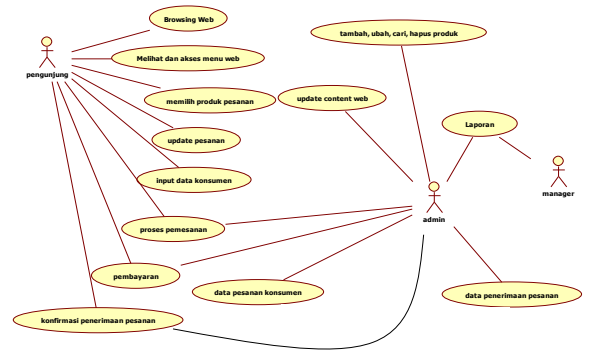 Browsing Web
tambah, ubah, cari, hapus produk
Melihat dan akses menu web
pengunjung
memilih produk pesanan
update content web
Laporan
update pesanan
input data konsumen
manager
admin
proses pemesanan
pembayaran
data pesanan konsumen
data penerimaan pesanan
konfirmasi penerimaan pesanan